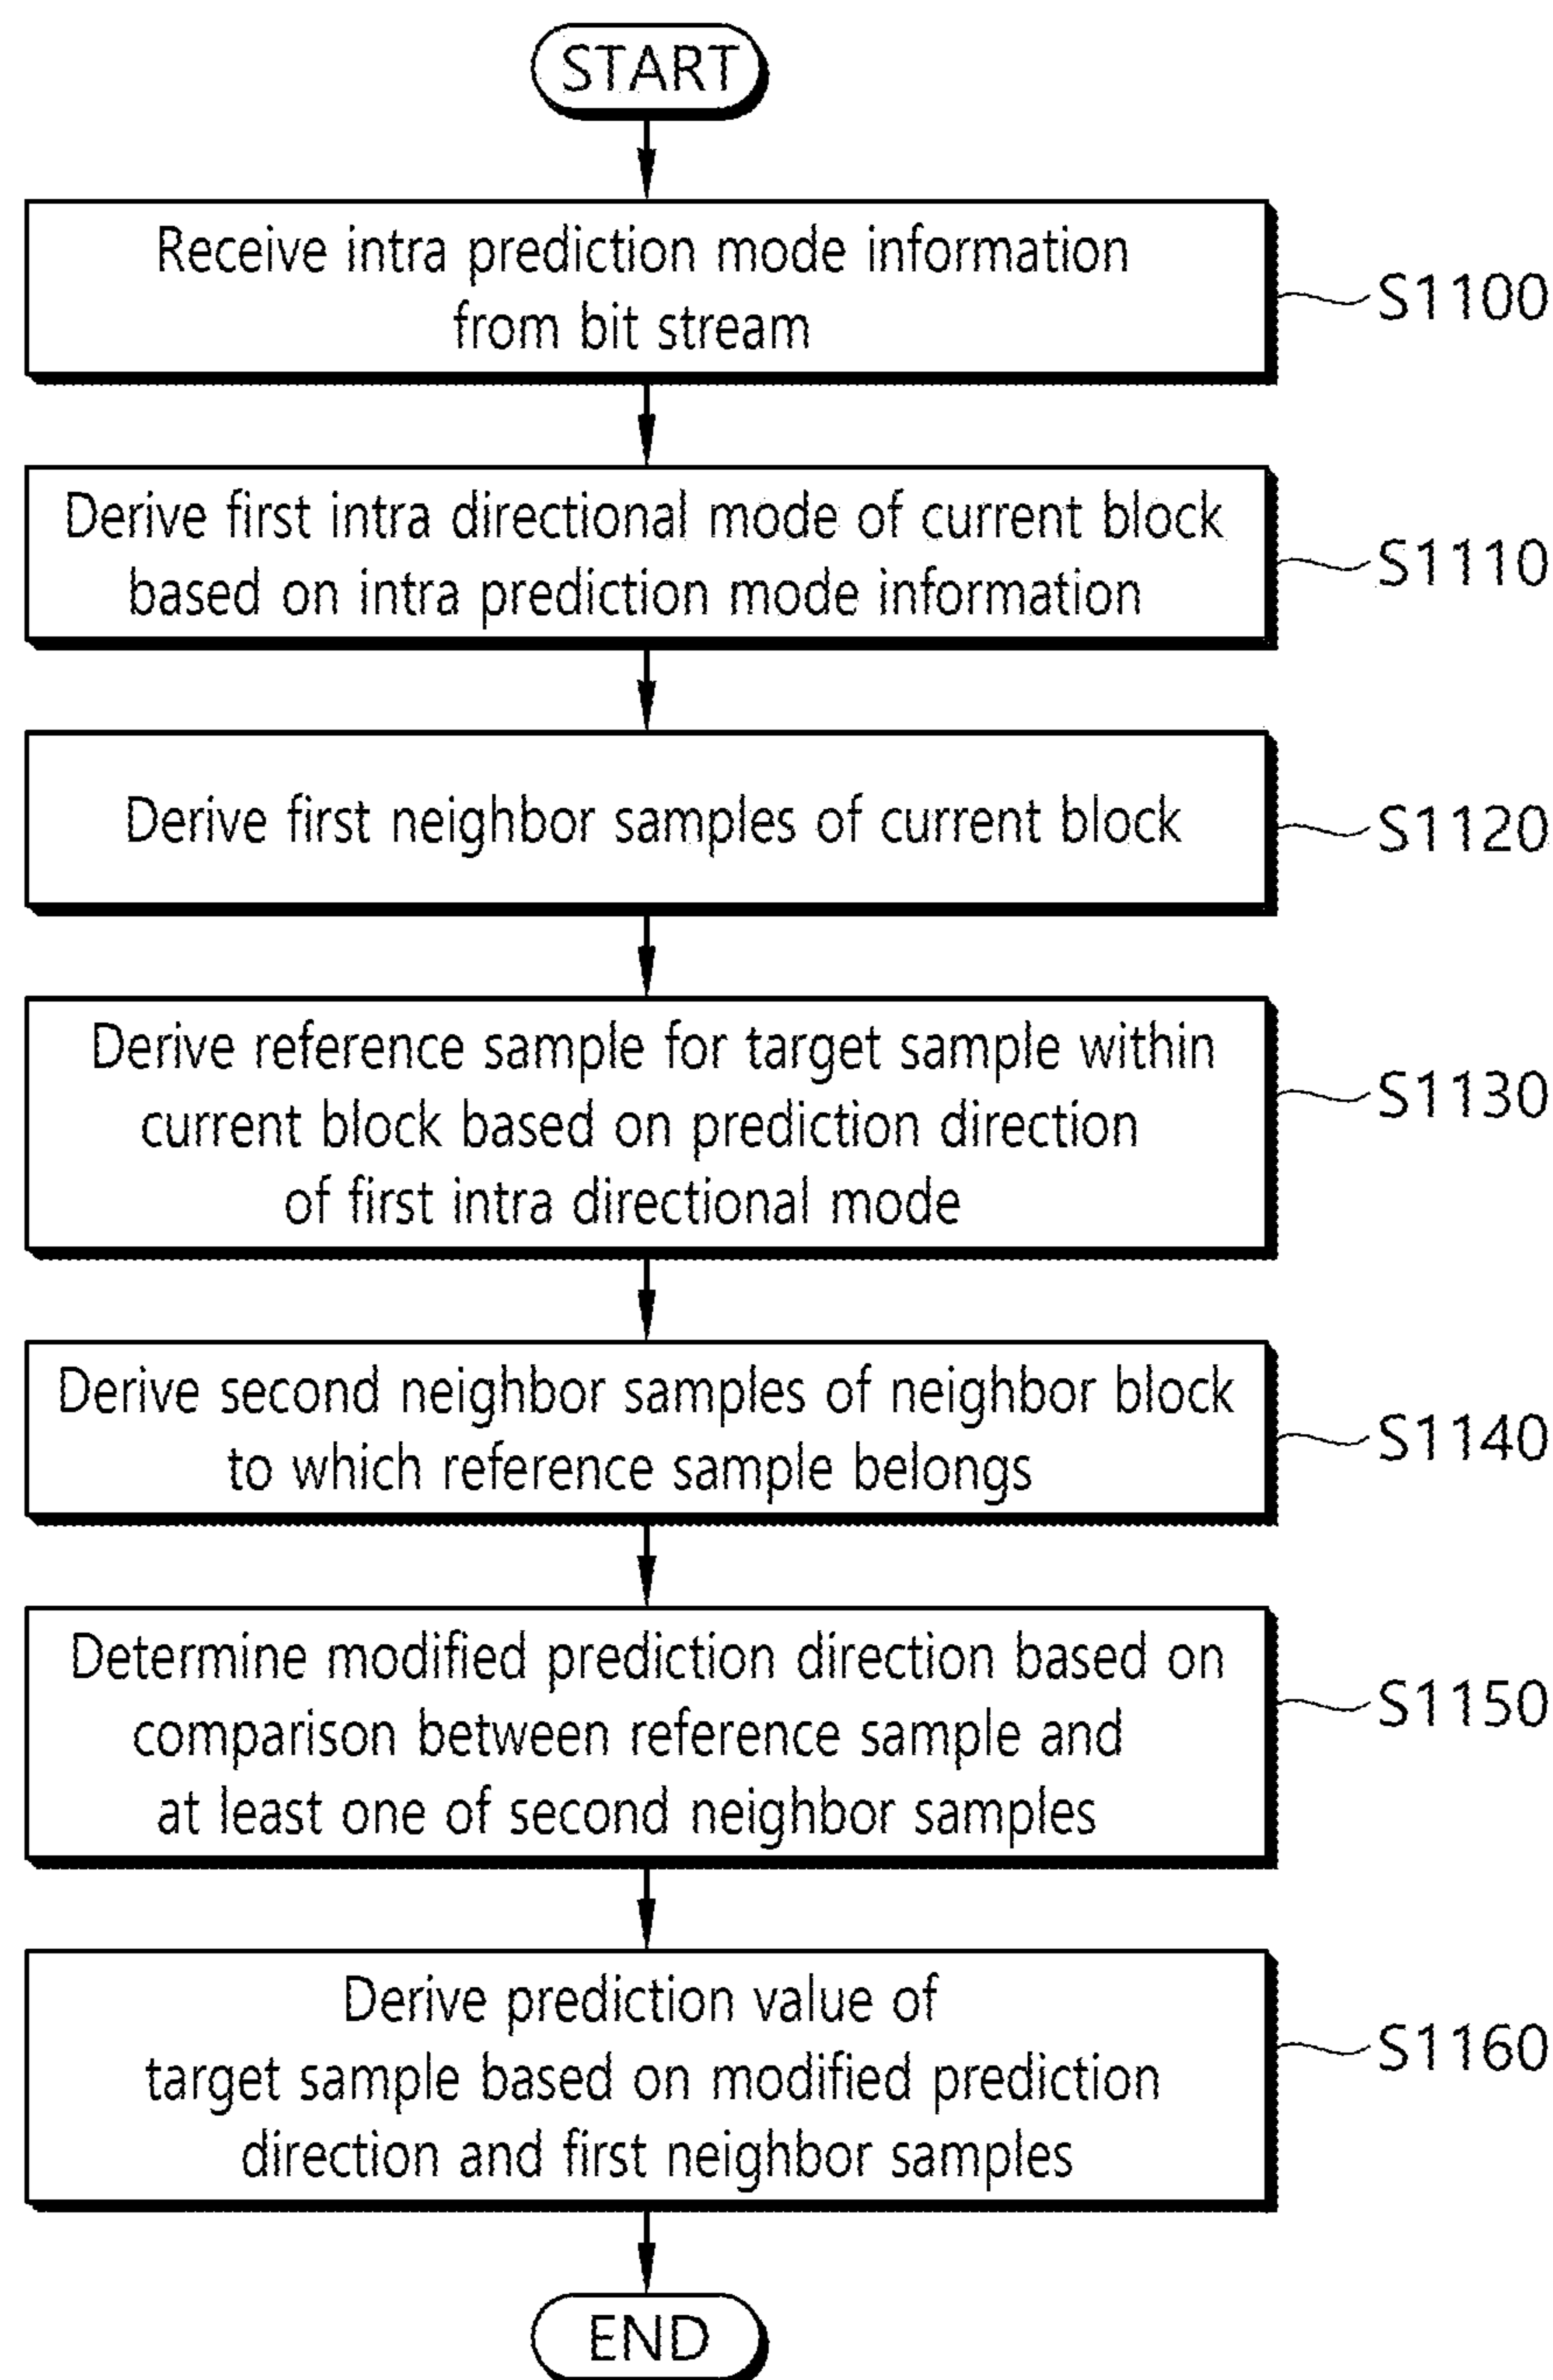 START
Receive intra prediction mode information
from bit stream
S1100
Derive first intra directional mode of current block
based on intra prediction mode information
S1110
Derive first neighbor samples of current block
S1120
Derive reference sample for target sample within
current block based on prediction direction
of first intra directional mode
S1130
Derive second neighbor samples of neighbor block
to which reference sample belongs
S1140
Determine modified prediction direction based on
comparison between reference sample and
at least one of second neighbor samples
S1150
Derive prediction value of
target sample based on modified prediction
direction and first neighbor samples
S1160
END